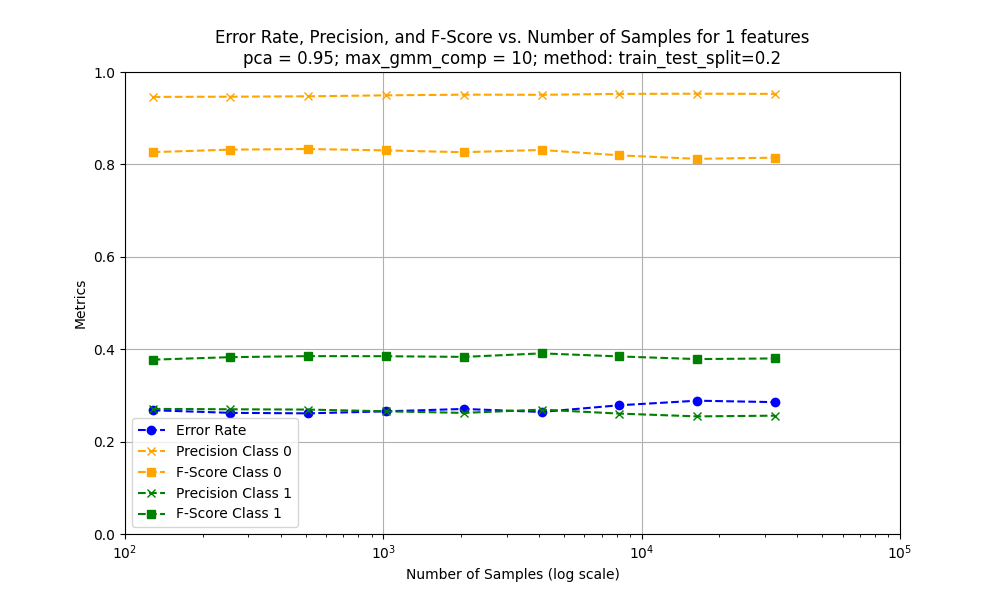 Error Rate, Precision, and F-Score vs. Number of Samples for 1 features
pca = 0.95; max_gmm_comp = 10; method: train_test_split=0.2
1.0
0.8
0.6
0.4
0.2
0.0
Metrics
Error Rate
Precision Class 0
F-Score Class 0
Precision Class 1
F-Score Class 1
10² 10³ 10⁴ 10⁵
Number of Samples (log scale)